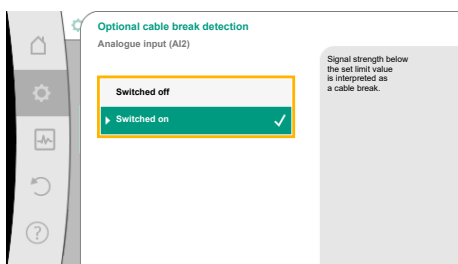 Optional cable break detection
Analogue input (AI2)
Switched off
Switched on
Signal strength below
the set limit value
is interpreted as
a cable break.
?